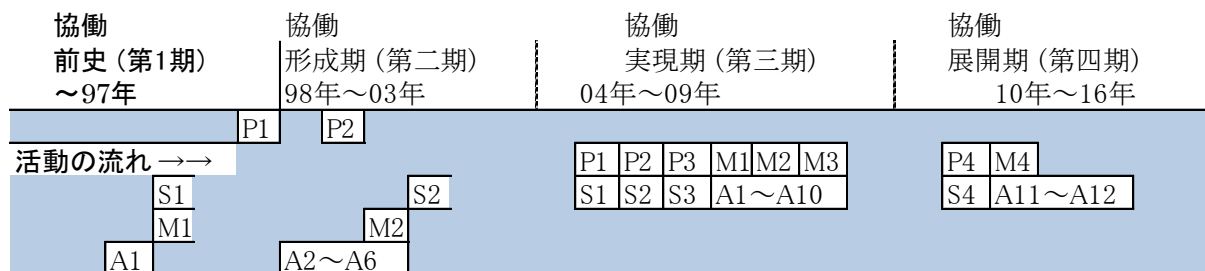 協働 協働 協働 協働
前史(第1期) 形成期(第二期) 実現期(第三期) 展開期(第四期)
～97年 98年～03年 04年～09年 10年～16年
P1 P2
活動の流れ →→ P1 P2 P3 M1 M2 M3 P4 M4
S1 S2 S1 S2 S3 A1～A10 S4 A11～A12
M1 M2
A1 A2～A6